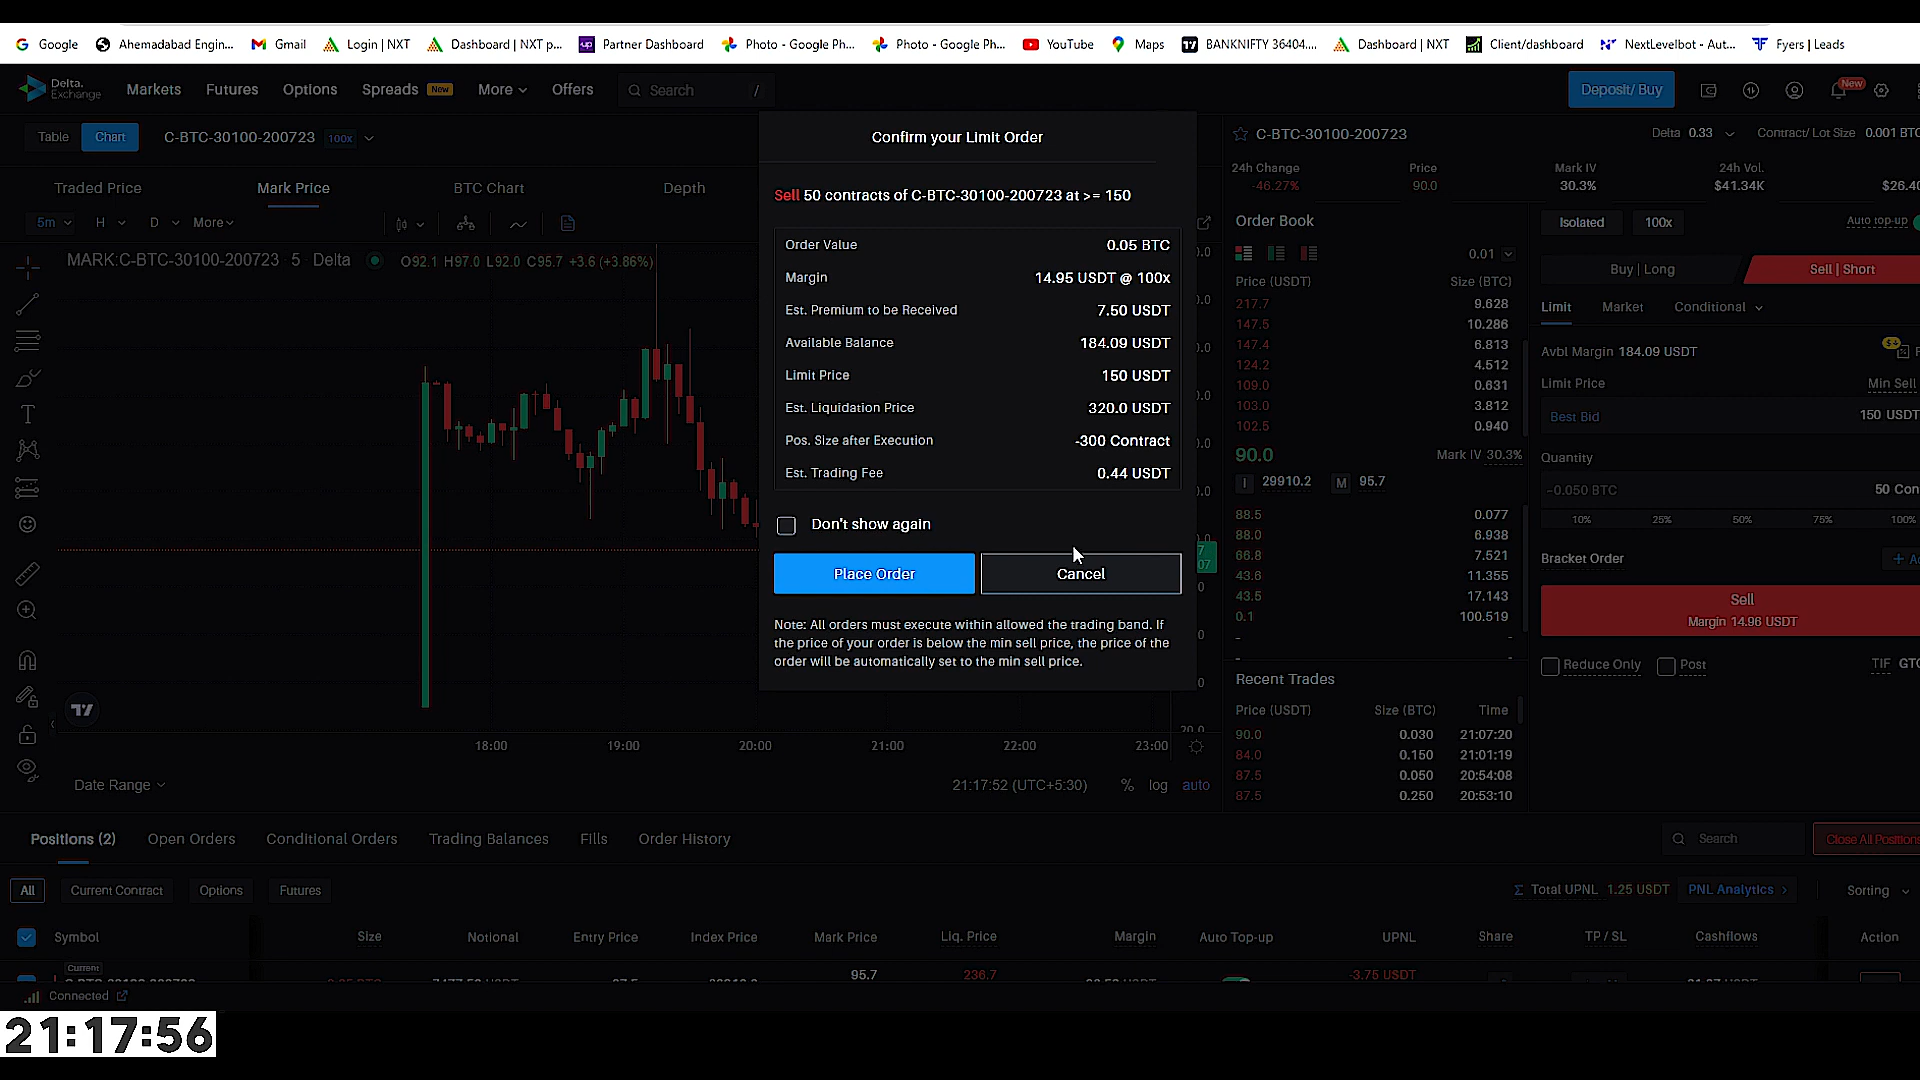 Google Ahemadabad Engin... Gmail Login | NXT Dashboard | NXT p... Partner Dashboard Photo - Google Ph... Photo - Google Ph... YouTube Maps BANKNIFTY 36404.... Dashboard | NXT Client/dashboard NextLevelbot - Aut... Fyers | Leads
Delta. Exchange Markets Futures Options Spreads New More Offers Search / Deposit/ Buy New
Table Chart C-BTC-30100-200723 100x
Confirm your Limit Order
C-BTC-30100-200723 Delta 0.33 Contract/ Lot Size 0.001 BTC
24h Change Price Mark IV 24h Vol.
-46.27% 90.0 30.3% $41.34K $26.40
Traded Price Mark Price BTC Chart Depth
Sell 50 contracts of C-BTC-30100-200723 at >= 150
5m H D More
Order Book
Isolated 100x Auto top-up
MARK:C-BTC-30100-200723 · 5 Delta O92.1 H97.0 L92.0 C95.7 +3.6 (+3.86%)
Order Value 0.05 BTC
Margin 14.95 USDT @ 100x
Est. Premium to be Received 7.50 USDT
Available Balance 184.09 USDT
Limit Price 150 USDT
Est. Liquidation Price 320.0 USDT
Pos. Size after Execution -300 Contract
Est. Trading Fee 0.44 USDT
Don't show again
Place Order Cancel
Note: All orders must execute within allowed the trading band. If
the price of your order is below the min sell price, the price of the
order will be automatically set to the min sell price.
0.01
Price (USDT) Size (BTC)
217.7 9.628
147.5 10.286
147.4 6.813
124.2 4.512
109.0 0.631
103.0 3.812
102.5 0.940
90.0 Mark IV 30.3%
I 29910.2 M 95.7
88.5 0.077
88.0 6.938
66.8 7.521
43.6 11.355
43.5 17.143
0.1 100.519
- -
- -
Recent Trades
Price (USDT) Size (BTC) Time
90.0 0.030 21:07:20
84.0 0.150 21:01:19
87.5 0.050 20:54:08
87.5 0.250 20:53:10
Buy | Long Sell | Short
Limit Market Conditional
Avbl Margin 184.09 USDT
Limit Price Min Sell
Best Bid 150 USDT
Quantity
-0.050 BTC 50 Con
10% 25% 50% 75% 100%
Bracket Order
Sell
Margin 14.96 USDT
Reduce Only Post TIF GTC
18:00 19:00 20:00 21:00 22:00 23:00
Date Range 21:17:52 (UTC+5:30) % log auto
Positions (2) Open Orders Conditional Orders Trading Balances Fills Order History Search Close All Positions
All Current Contract Options Futures Σ Total UPNL 1.25 USDT PNL Analytics > Sorting
Symbol Size Notional Entry Price Index Price Mark Price Liq. Price Margin Auto Top-up UPNL Share TP / SL Cashflows Action
Current
95.7 236.7 -3.75 USDT
Connected
21:17:56